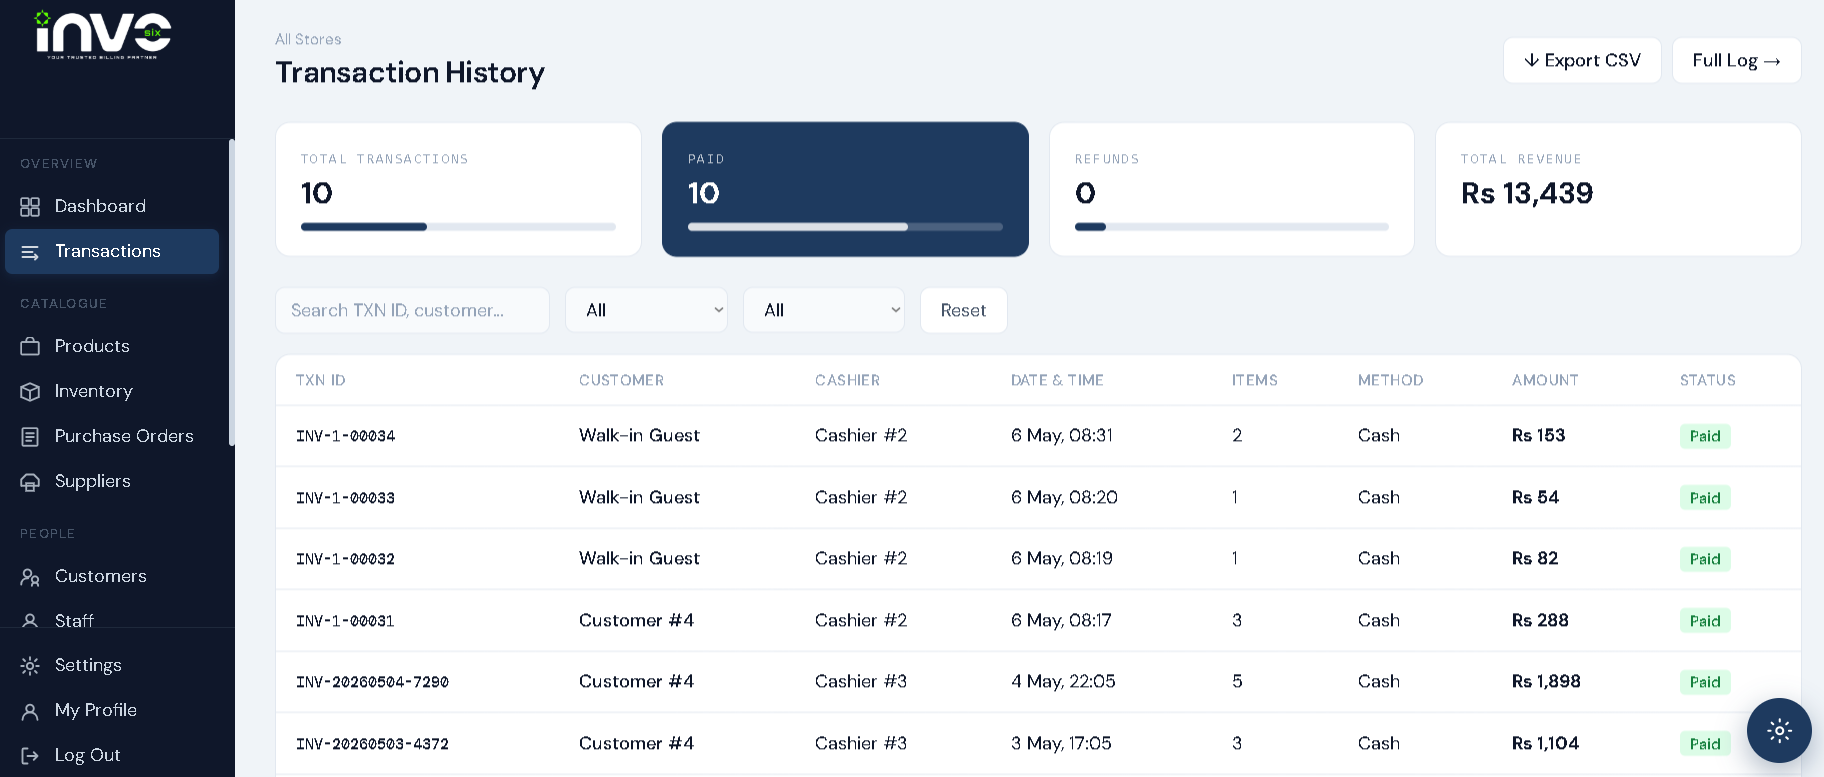 invo
six
YOUR TRUSTED BILLING PARTNER
OVERVIEW
Dashboard
Transactions
CATALOGUE
Products
Inventory
Purchase Orders
Suppliers
PEOPLE
Customers
Staff
Settings
My Profile
Log Out
All Stores
Transaction History
↓ Export CSV
Full Log →
TOTAL TRANSACTIONS
10
PAID
10
REFUNDS
0
TOTAL REVENUE
Rs 13,439
Search TXN ID, customer...
All
All
Reset
TXN ID CUSTOMER CASHIER DATE & TIME ITEMS METHOD AMOUNT STATUS
INV-1-00034 Walk-in Guest Cashier #2 6 May, 08:31 2 Cash Rs 153 Paid
INV-1-00033 Walk-in Guest Cashier #2 6 May, 08:20 1 Cash Rs 54 Paid
INV-1-00032 Walk-in Guest Cashier #2 6 May, 08:19 1 Cash Rs 82 Paid
INV-1-00031 Customer #4 Cashier #2 6 May, 08:17 3 Cash Rs 288 Paid
INV-20260504-7290 Customer #4 Cashier #3 4 May, 22:05 5 Cash Rs 1,898 Paid
INV-20260503-4372 Customer #4 Cashier #3 3 May, 17:05 3 Cash Rs 1,104 Paid